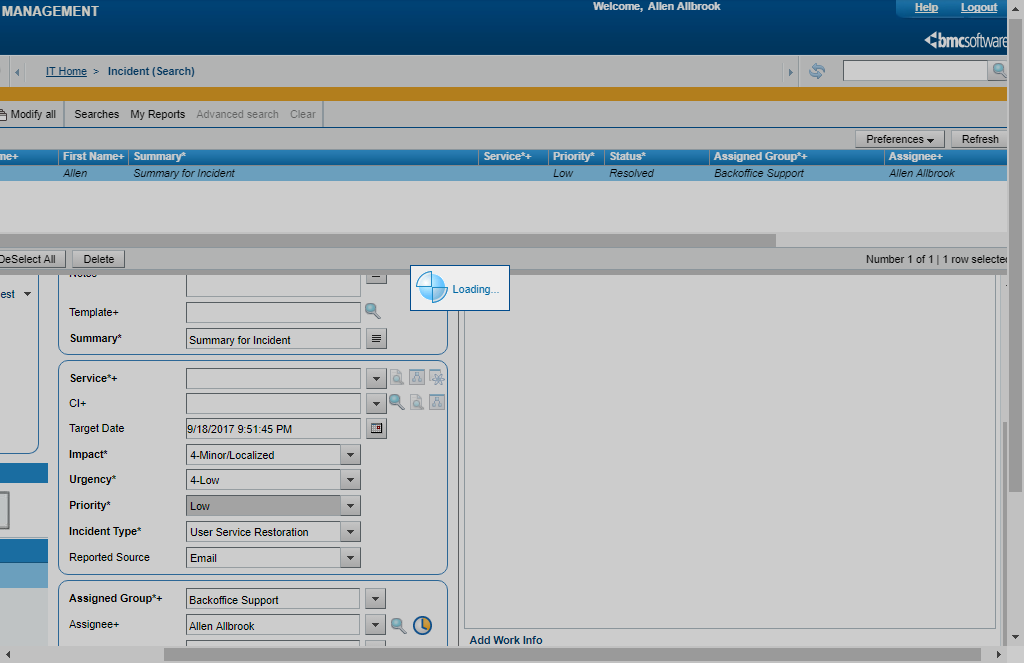 MANAGEMENT
Welcome, Allen Allbrook
Help Logout
bmcsoftware
IT Home > Incident (Search)
Modify all Searches My Reports Advanced search Clear
Preferences Refresh
me+ First Name+ Summary* Service*+ Priority* Status* Assigned Group*+ Assignee+
Allen Summary for Incident Low Resolved Backoffice Support Allen Allbrook
DeSelect All Delete Number 1 of 1 | 1 row selected
Notes
Loading...
est
Template+
Summary* Summary for Incident
Service*+
CI+
Target Date 9/18/2017 9:51:45 PM
Impact* 4-Minor/Localized
Urgency* 4-Low
Priority* Low
Incident Type* User Service Restoration
Reported Source Email
Assigned Group*+ Backoffice Support
Assignee+ Allen Allbrook
Add Work Info